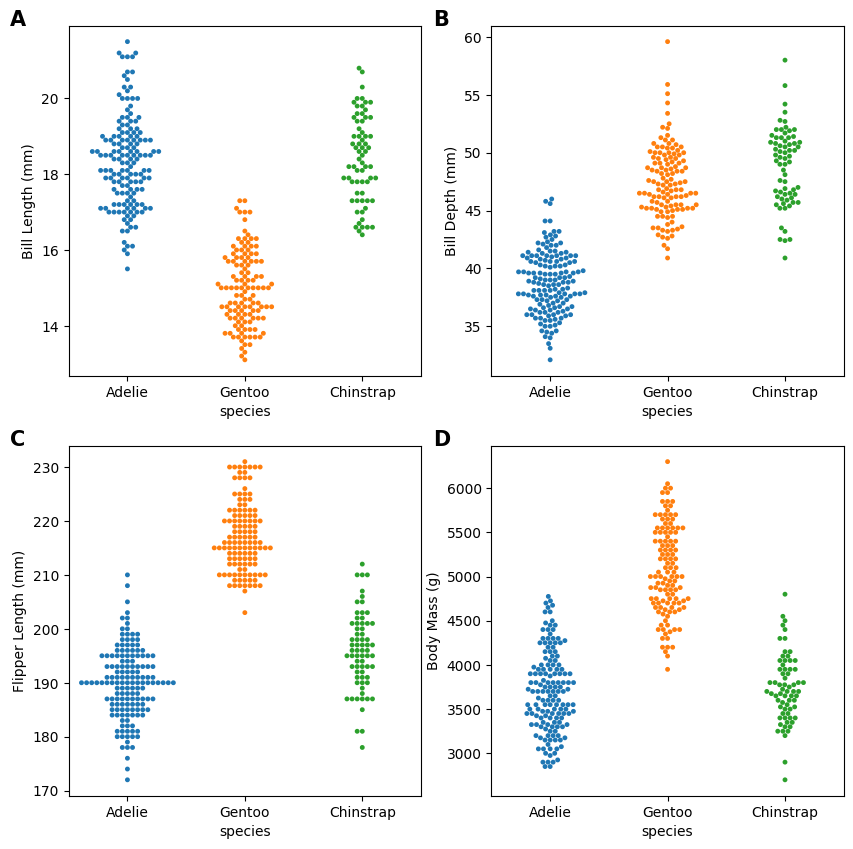 A
Bill Length (mm)
20
18
16
14
Adelie
Gentoo
Chinstrap
species
B
Bill Depth (mm)
60
55
50
45
40
35
Adelie
Gentoo
Chinstrap
species
C
Flipper Length (mm)
230
220
210
200
190
180
170
Adelie
Gentoo
Chinstrap
species
D
Body Mass (g)
6000
5500
5000
4500
4000
3500
3000
Adelie
Gentoo
Chinstrap
species